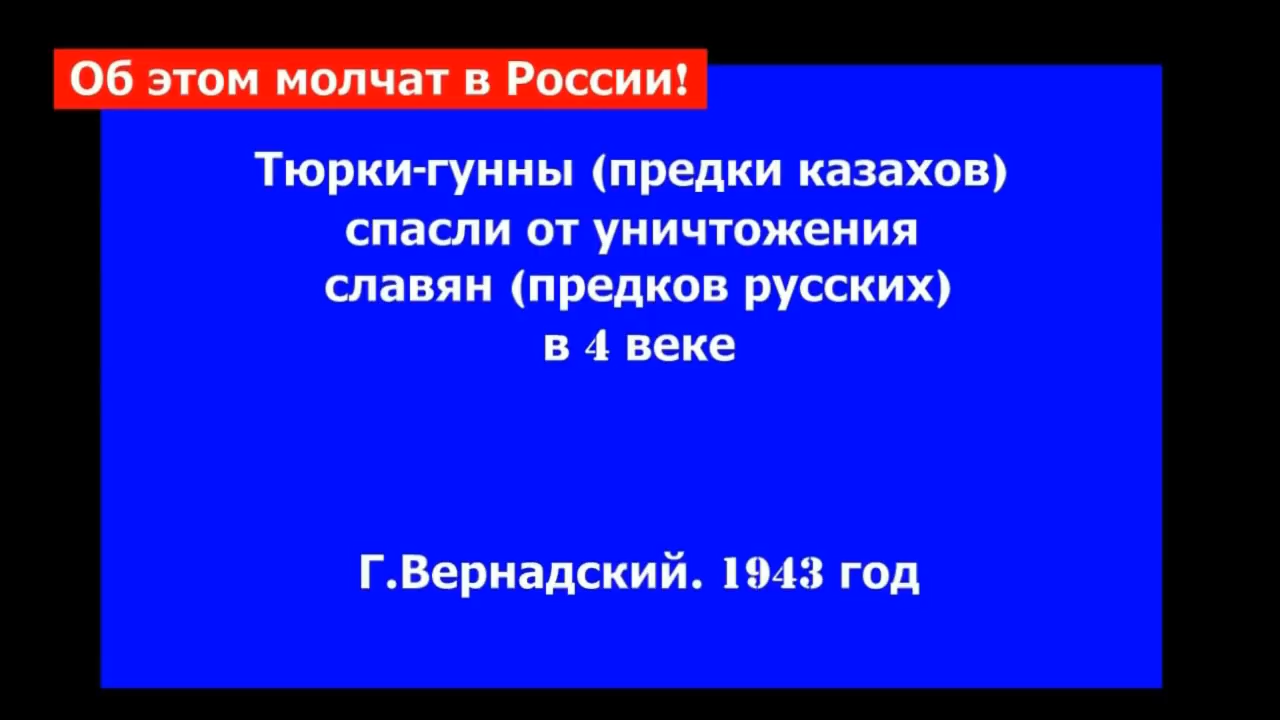 Об этом молчат в России!
Тюрки-гунны (предки казахов)
спасли от уничтожения
славян (предков русских)
в 4 веке
Г.Вернадский. 1943 год